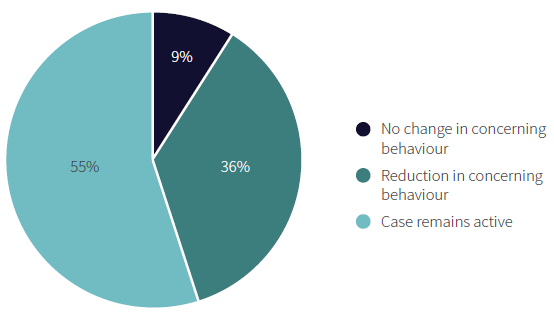 9%
55%
36%
No change in concerning
behaviour
Reduction in concerning
behaviour
Case remains active